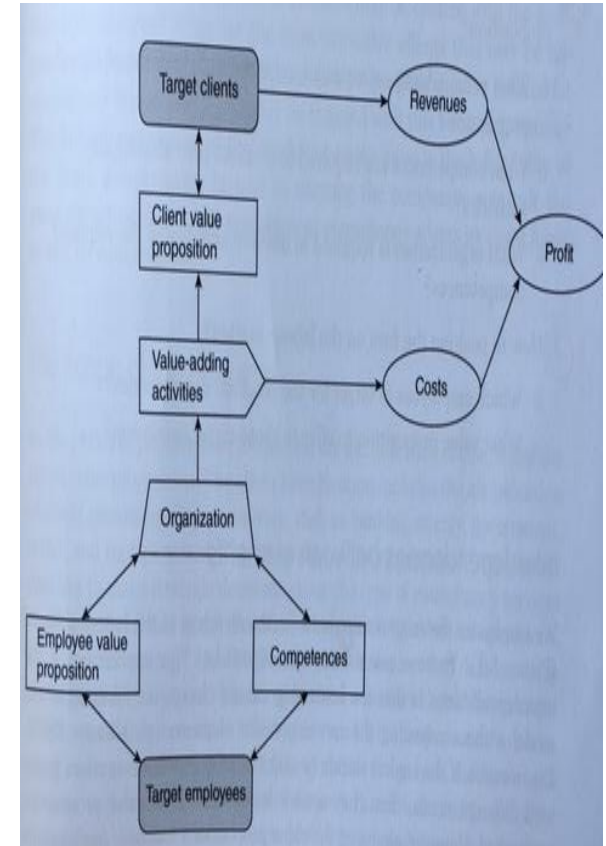 Target clients
Revenues
Client value
proposition
Profit
Value-adding
activities
Costs
Organization
Employee value
proposition
Competences
Target employees